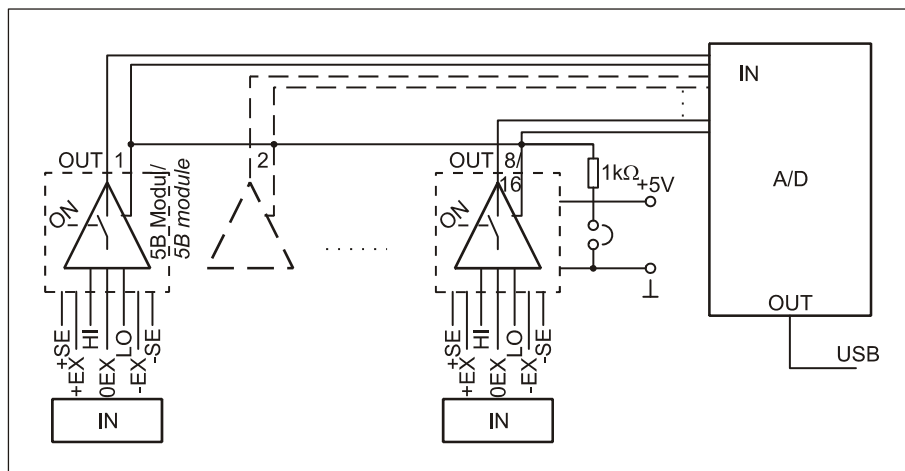 IN
A/D
OUT
USB
OUT 1
5B Modul/
5B module
2
OUT 8/
16
1kΩ
+5V
ON
ON
+SE
+EX
HI
0EX
LO
-EX
-SE
IN
+SE
+EX
HI
0EX
LO
-EX
-SE
IN